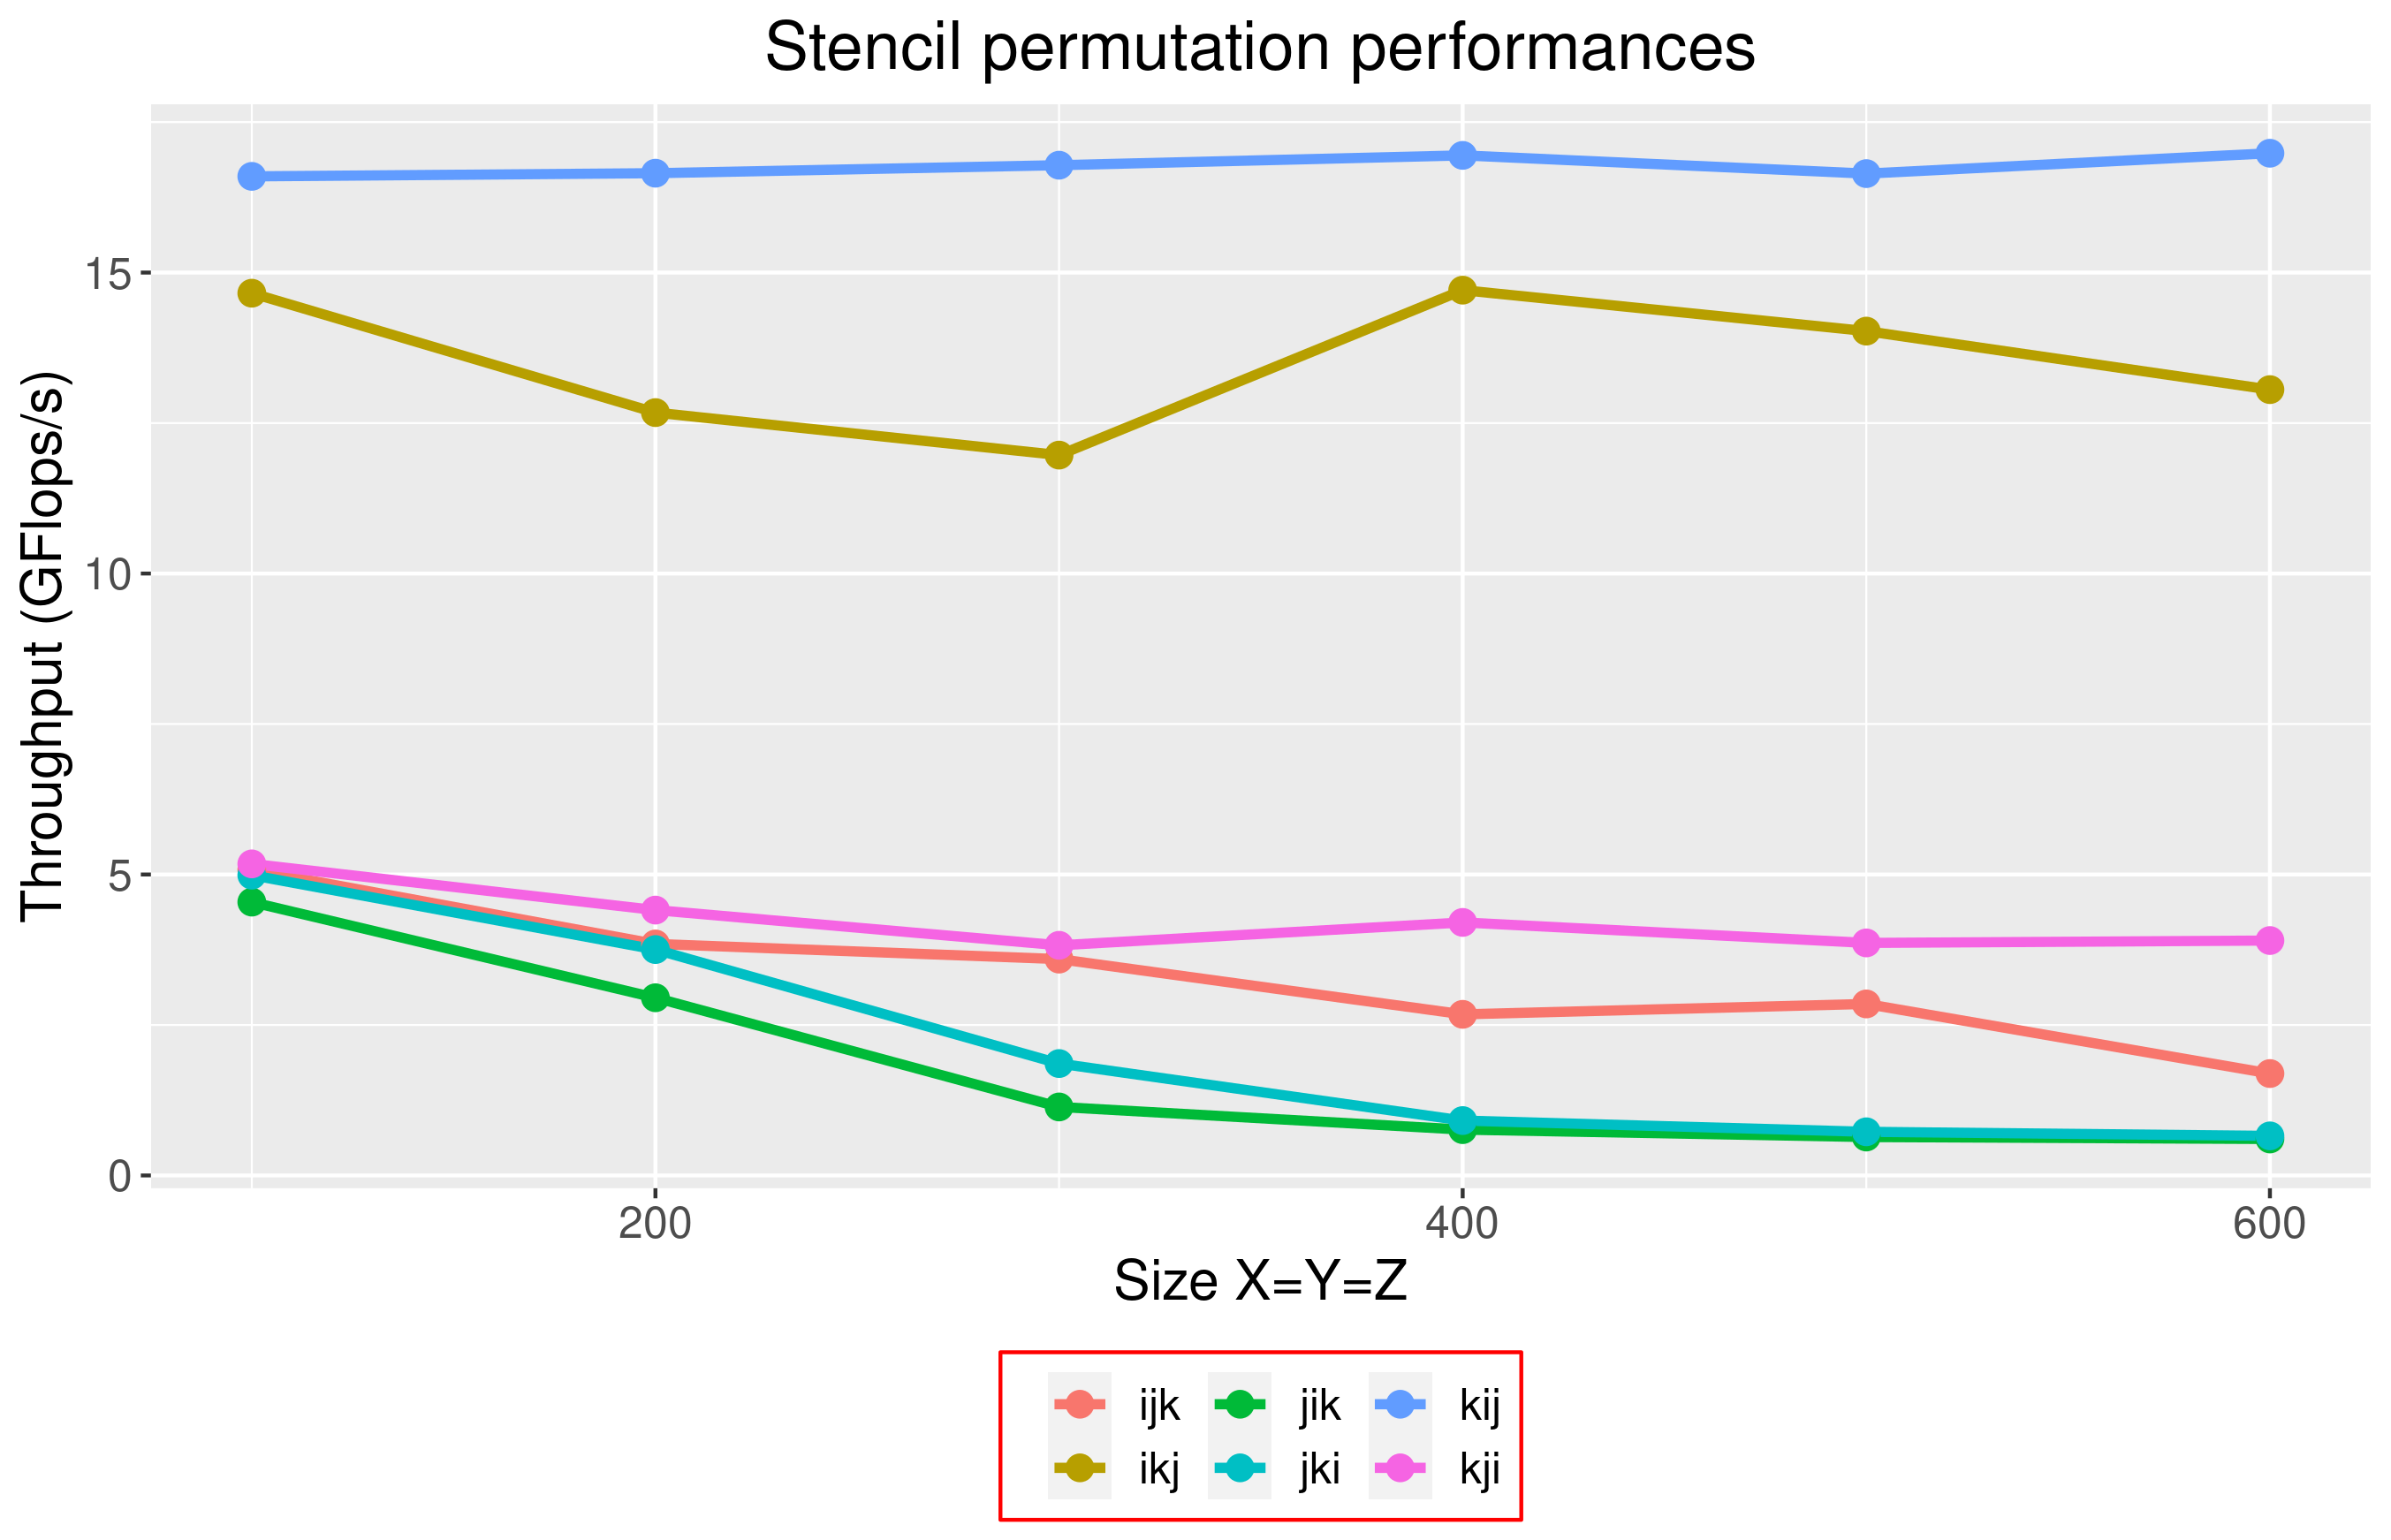 Stencil permutation performances
Throughput (GFlops/s)
15
10
5
0
200 400 600
Size X=Y=Z
ijk jik kij
ikj jki kji